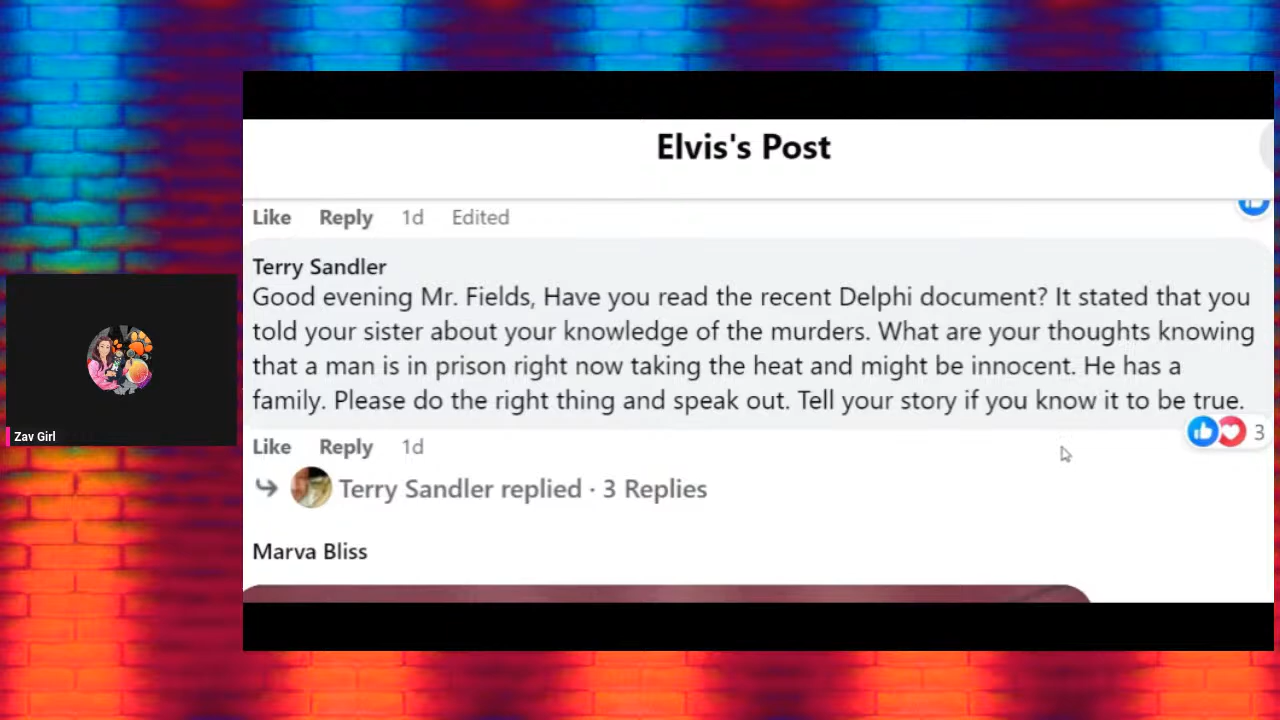 Elvis's Post
Like Reply 1d Edited
Terry Sandler
Good evening Mr. Fields, Have you read the recent Delphi document? It stated that you
told your sister about your knowledge of the murders. What are your thoughts knowing
that a man is in prison right now taking the heat and might be innocent. He has a
family. Please do the right thing and speak out. Tell your story if you know it to be true.
3
Like Reply 1d
Terry Sandler replied · 3 Replies
Marva Bliss
Zav Girl